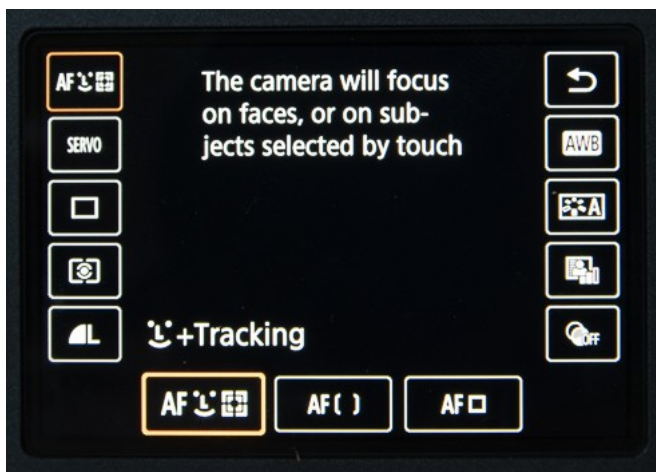 AF
The camera will focus
on faces, or on sub-
jects selected by touch
SERVO
AWB
A
L
+Tracking
OFF
AF
AF ( )
AF